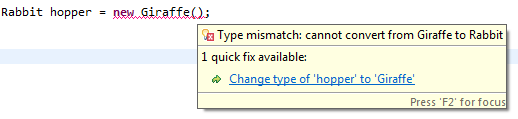 Rabbit hopper = new Giraffe();
Type mismatch: cannot convert from Giraffe to Rabbit
1 quick fix available:
Change type of 'hopper' to 'Giraffe'
Press 'F2' for focus